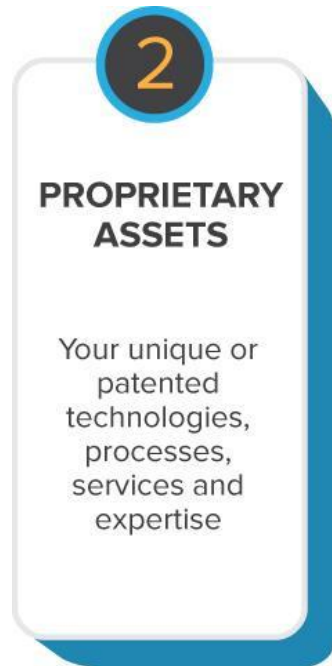 2
PROPRIETARY
ASSETS
Your unique or
patented
technologies,
processes,
services and
expertise